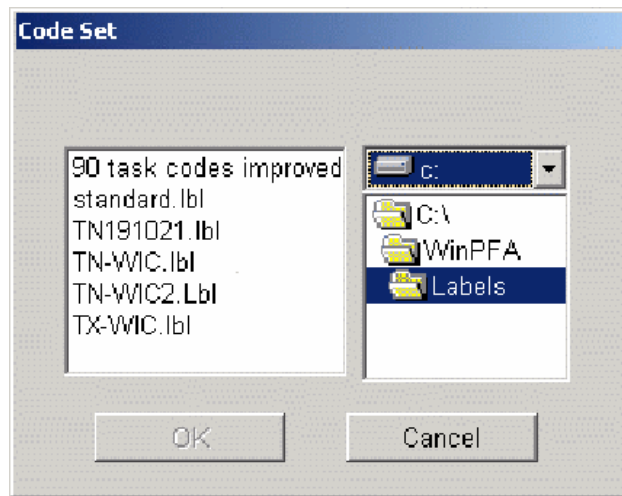 Code Set
90 task codes improved
standard.lbl
TN191021.lbl
TN-WIC.lbl
TN-WIC2.Lbl
TX-WIC.lbl
c:
C:\
WinPFA
Labels
OK
Cancel